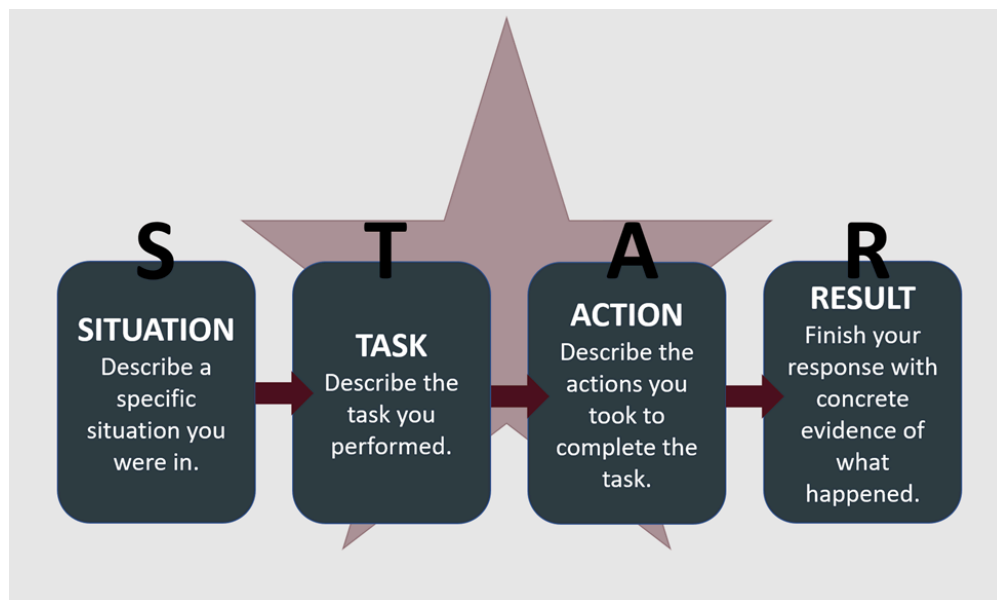 S
SITUATION
Describe a
specific
situation you
were in.
T
TASK
Describe the
task you
performed.
A
ACTION
Describe the
actions you
took to
complete the
task.
R
RESULT
Finish your
response with
concrete
evidence of
what
happened.